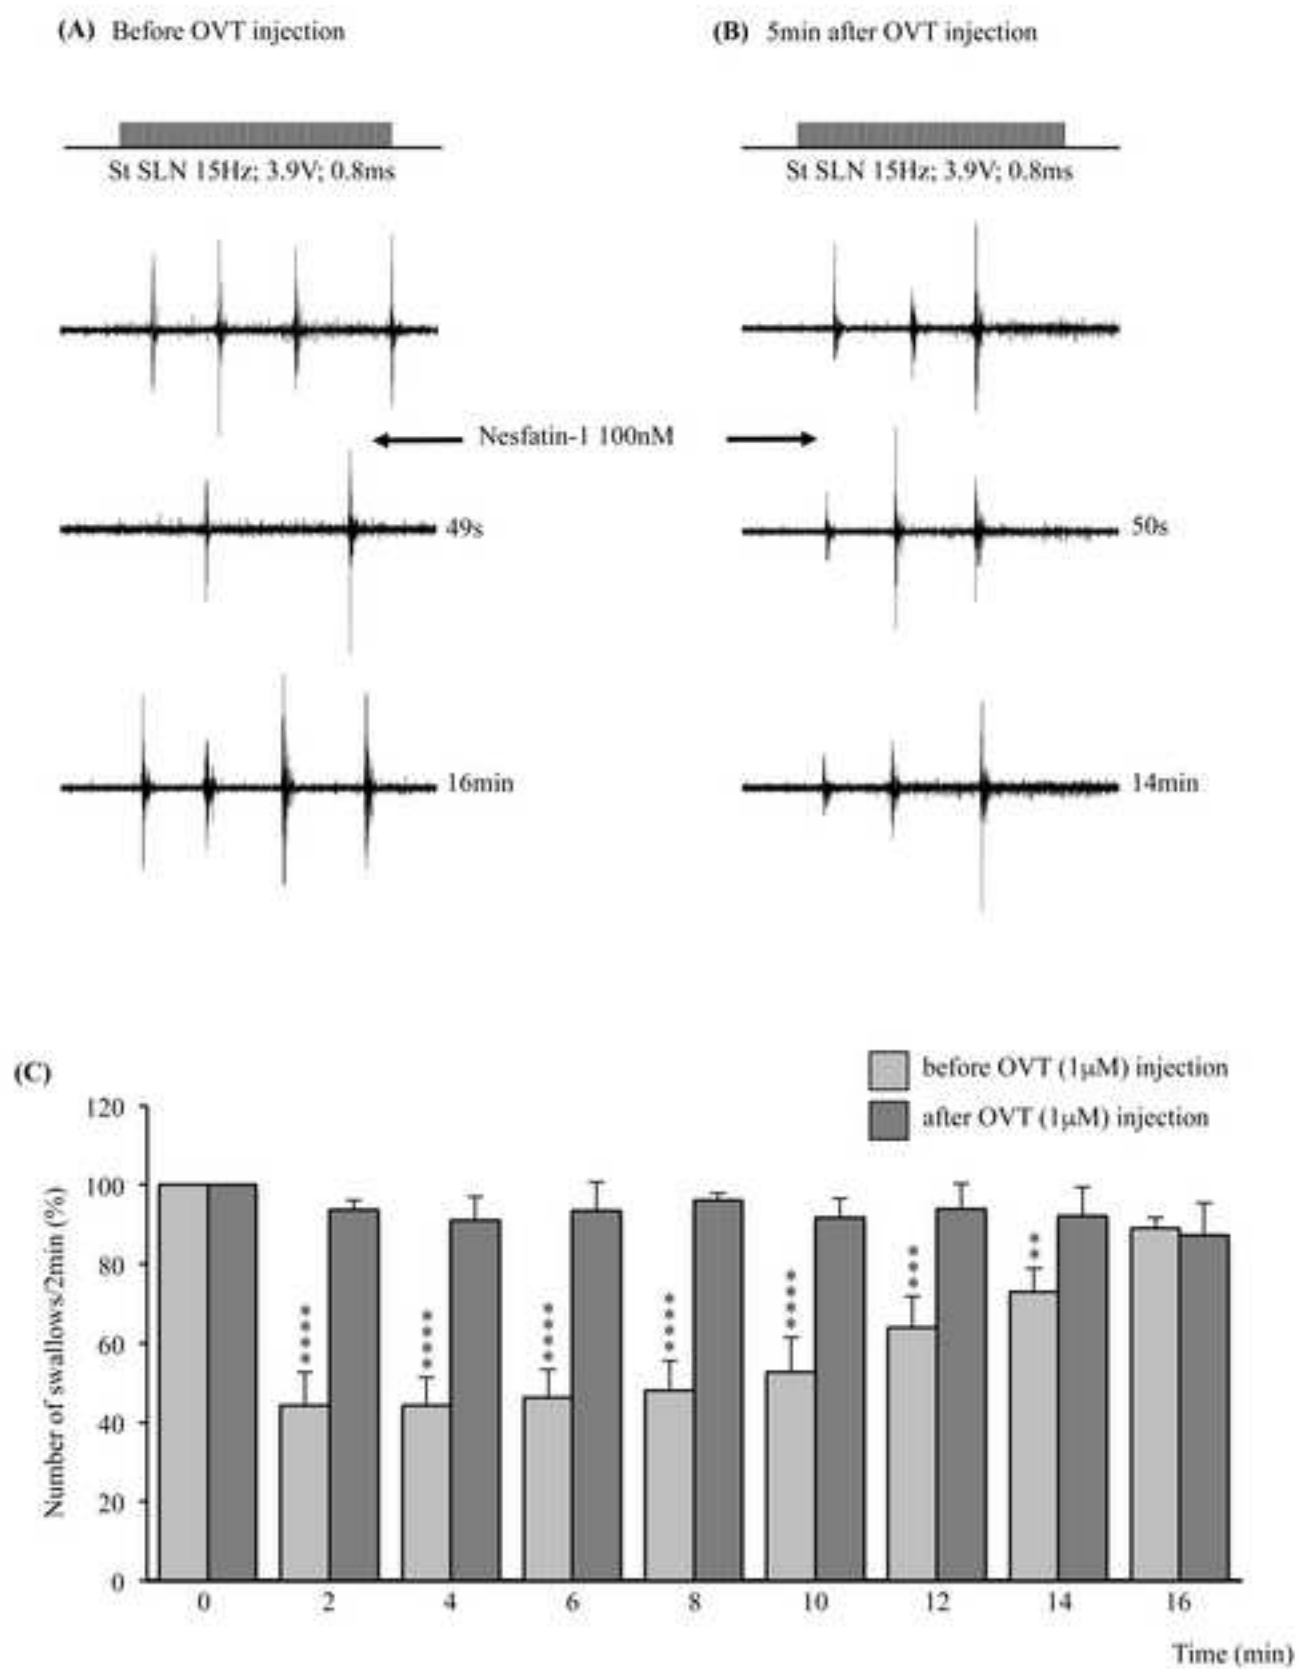 (A) Before OVT injection
(B) 5min after OVT injection
St SLN 15Hz; 3.9V; 0.8ms
St SLN 15Hz; 3.9V; 0.8ms
Nesfatin-1 100nM
49s
50s
16min
14min
(C)
before OVT (1μM) injection
after OVT (1μM) injection
Number of swallows/2min (%)
120
100
80
60
40
20
0
****
****
****
****
****
***
**
0 2 4 6 8 10 12 14 16
Time (min)